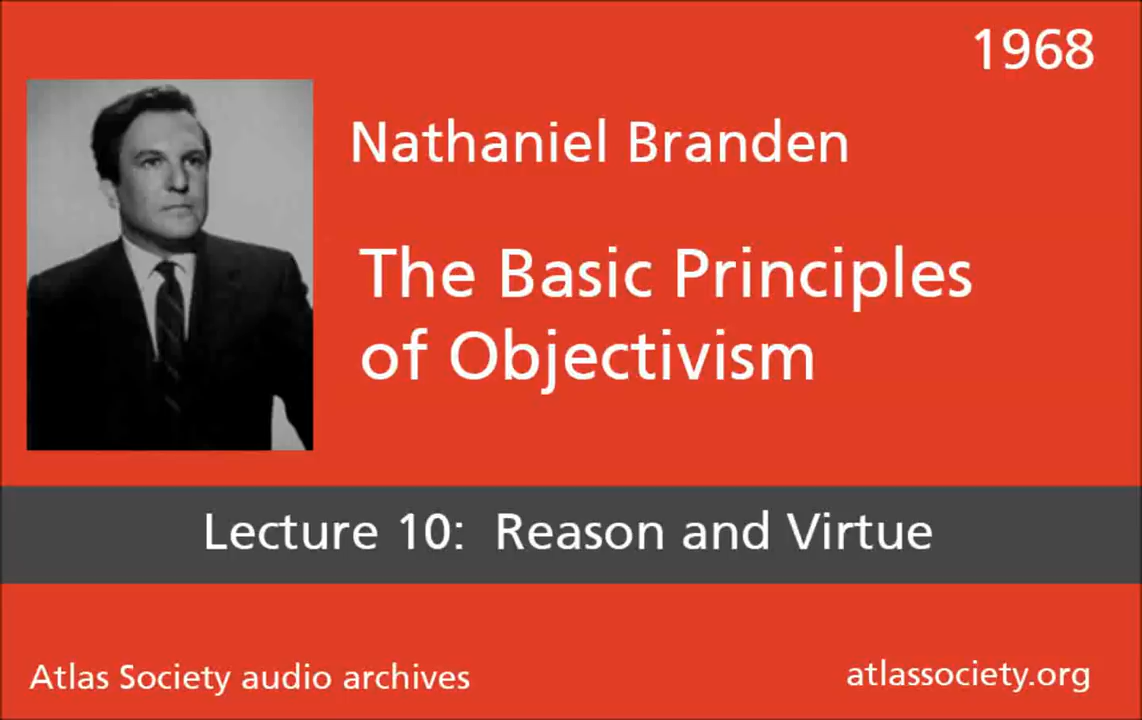 1968
Nathaniel Branden
The Basic Principles
of Objectivism
Lecture 10: Reason and Virtue
Atlas Society audio archives
atlassociety.org